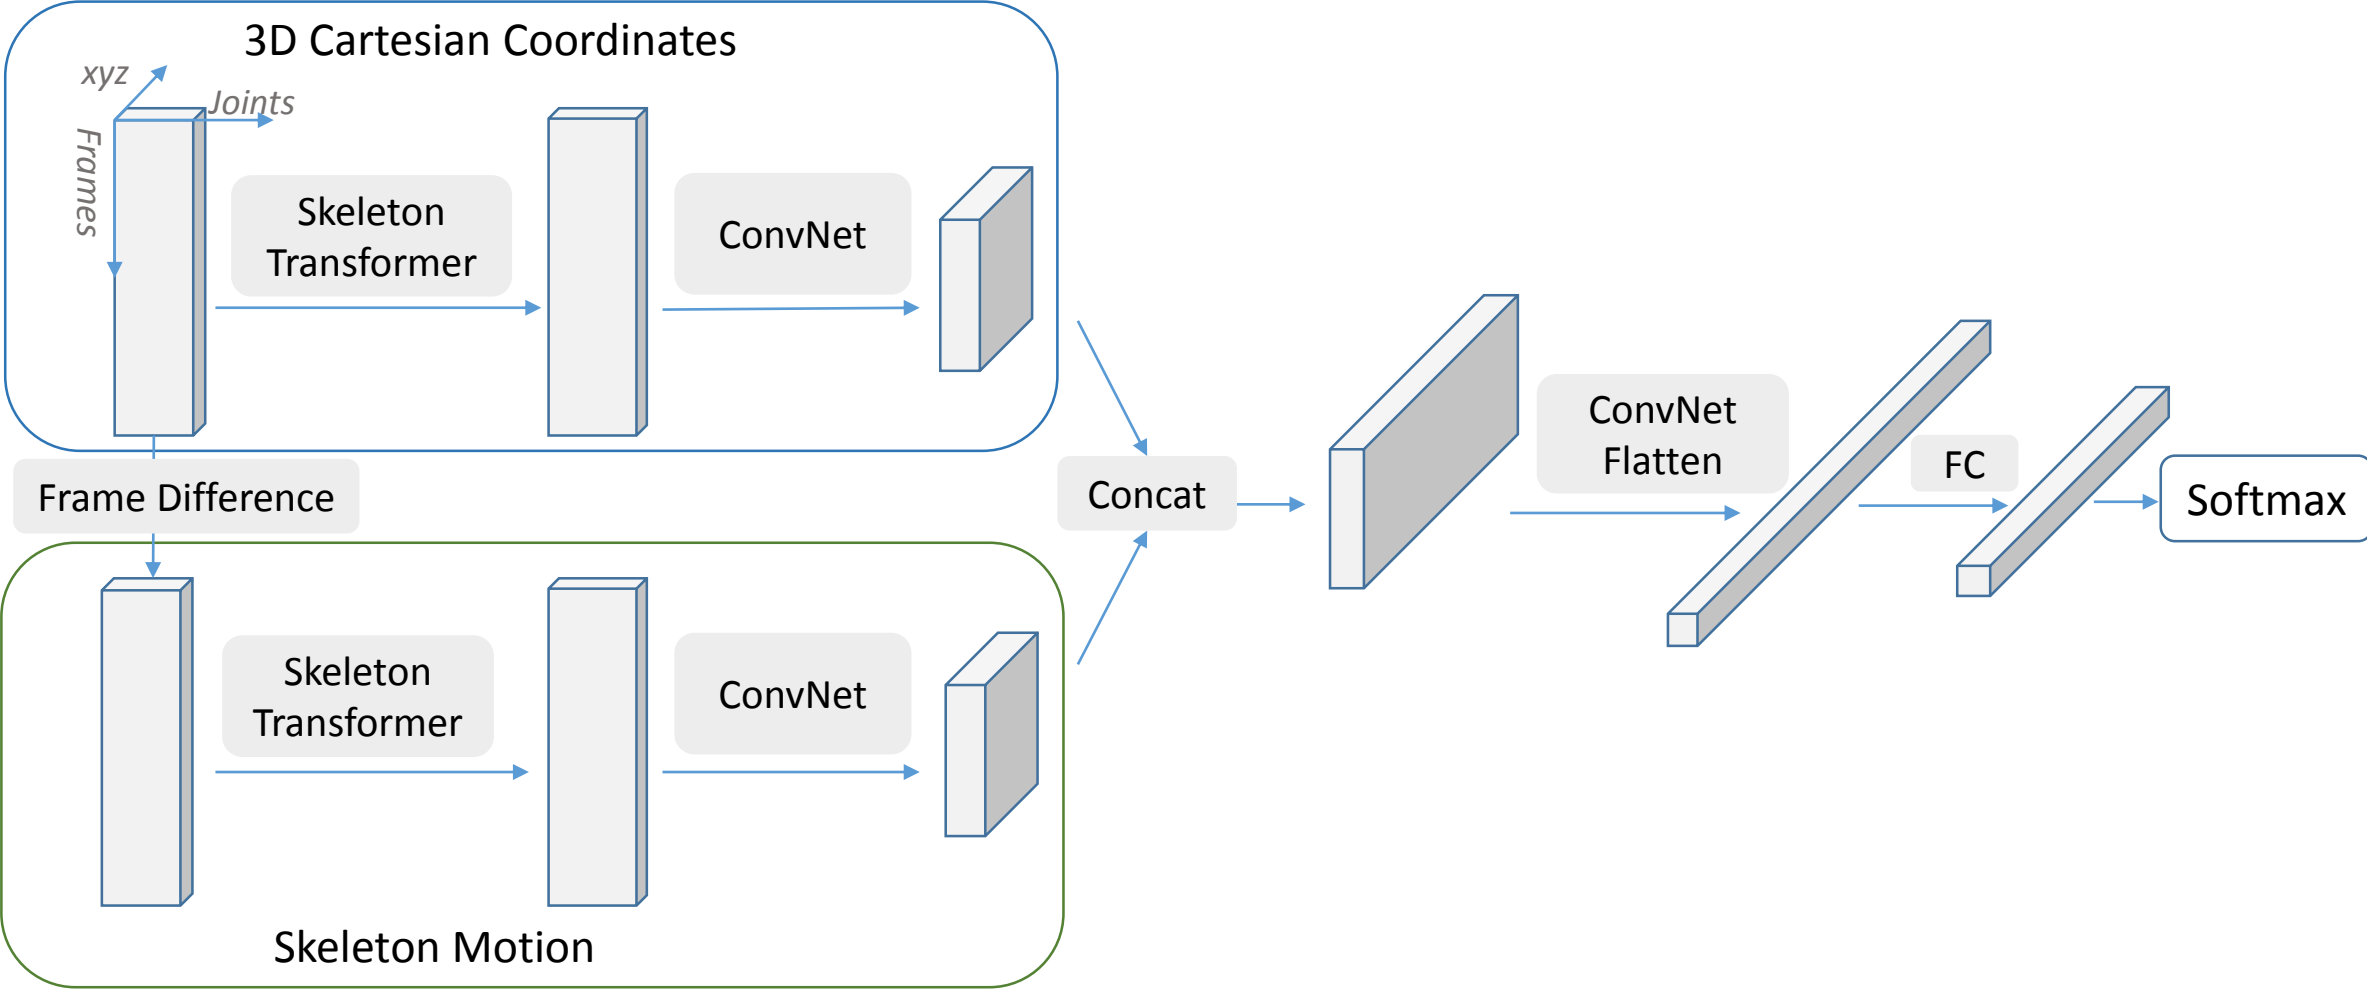 3D Cartesian Coordinates
xyz
Joints
Frames
Skeleton
Transformer
ConvNet
Frame Difference
Skeleton
Transformer
ConvNet
Skeleton Motion
Concat
ConvNet
Flatten
FC
Softmax